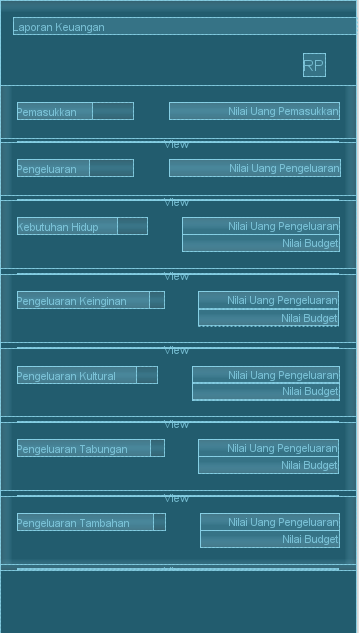 Laporan Keuangan
RP
Pemasukkan
Nilai Uang Pemasukkan
View
Pengeluaran
Nilai Uang Pengeluaran
View
Kebutuhan Hidup
Nilai Uang Pengeluaran
Nilai Budget
View
Pengeluaran Keinginan
Nilai Uang Pengeluaran
Nilai Budget
View
Pengeluaran Kultural
Nilai Uang Pengeluaran
Nilai Budget
View
Pengeluaran Tabungan
Nilai Uang Pengeluaran
Nilai Budget
View
Pengeluaran Tambahan
Nilai Uang Pengeluaran
Nilai Budget